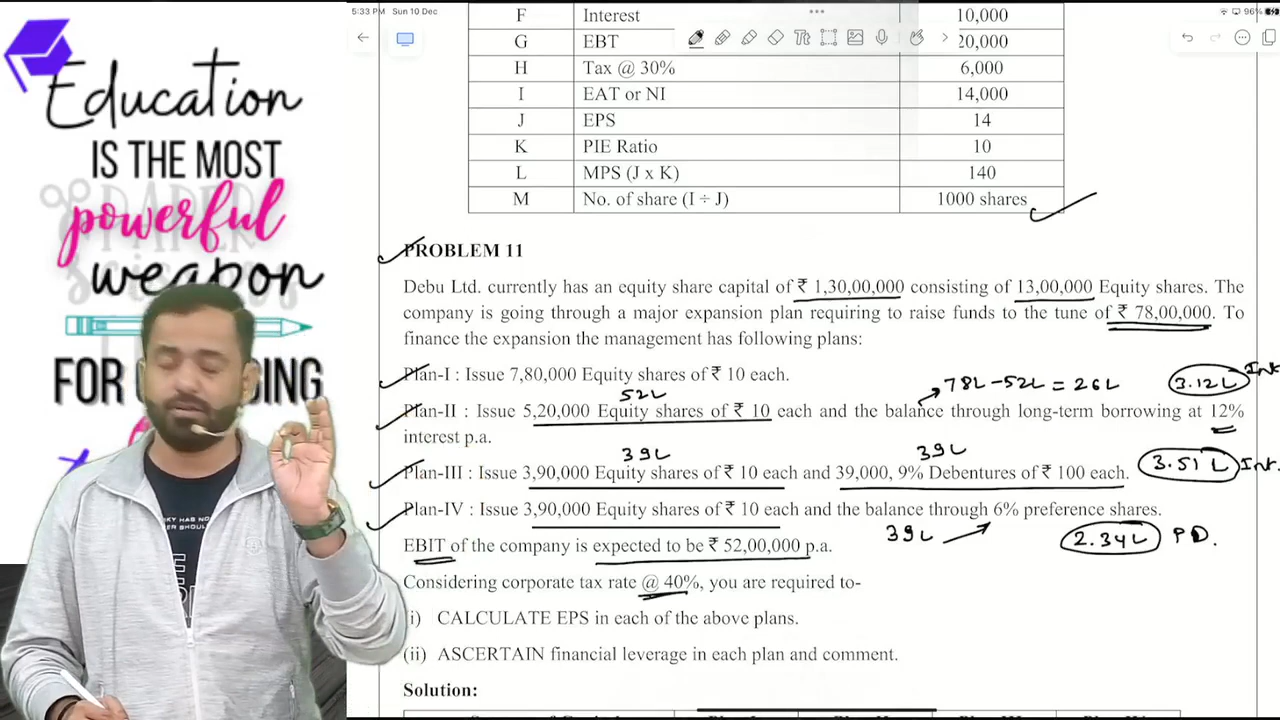 5:33 PM Sun 10 Dec
96%
Education
IS THE MOST
powerful
weapon
F Interest 10,000
G EBT 20,000
H Tax @ 30% 6,000
I EAT or NI 14,000
J EPS 14
K PIE Ratio 10
L MPS (J x K) 140
M No. of share (I ÷ J) 1000 shares
PROBLEM 11
Debu Ltd. currently has an equity share capital of ₹ 1,30,00,000 consisting of 13,00,000 Equity shares. The
company is going through a major expansion plan requiring to raise funds to the tune of ₹ 78,00,000. To
finance the expansion the management has following plans:
Plan-I : Issue 7,80,000 Equity shares of ₹ 10 each.
52L 78L - 52L = 26L 3.12L Int.
Plan-II : Issue 5,20,000 Equity shares of ₹ 10 each and the balance through long-term borrowing at 12%
interest p.a.
39L 39L 3.51 L Int.
Plan-III : Issue 3,90,000 Equity shares of ₹ 10 each and 39,000, 9% Debentures of ₹ 100 each.
Plan-IV : Issue 3,90,000 Equity shares of ₹ 10 each and the balance through 6% preference shares.
39L 2.34L PD.
EBIT of the company is expected to be ₹ 52,00,000 p.a.
Considering corporate tax rate @ 40%, you are required to-
i) CALCULATE EPS in each of the above plans.
(ii) ASCERTAIN financial leverage in each plan and comment.
Solution: